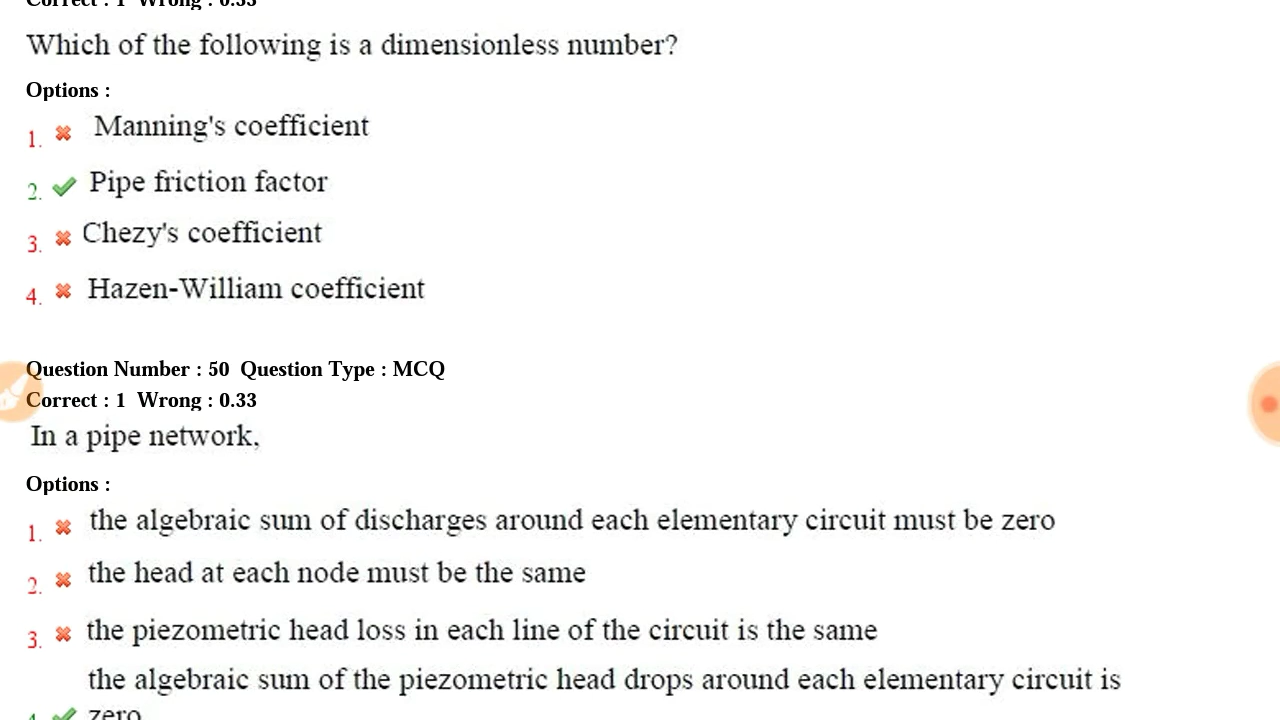 Correct : 1 Wrong : 0.33
Which of the following is a dimensionless number?
Options :
1. Manning's coefficient
2. Pipe friction factor
3. Chezy's coefficient
4. Hazen-William coefficient
Question Number : 50 Question Type : MCQ
Correct : 1 Wrong : 0.33
In a pipe network,
Options :
1. the algebraic sum of discharges around each elementary circuit must be zero
2. the head at each node must be the same
3. the piezometric head loss in each line of the circuit is the same
the algebraic sum of the piezometric head drops around each elementary circuit is
4. zero